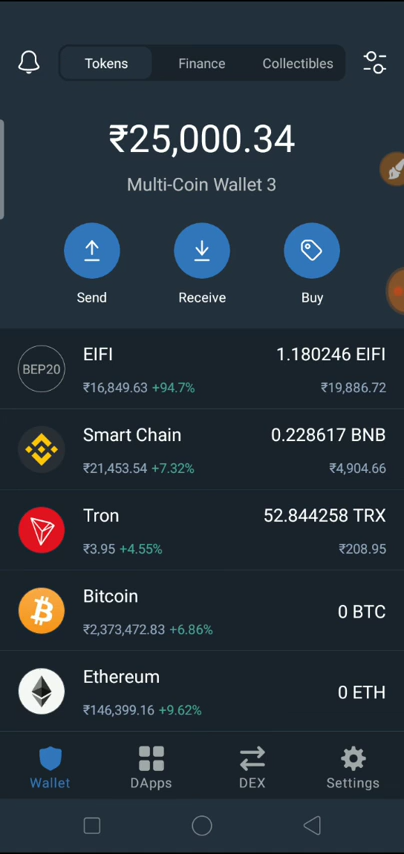 Tokens Finance Collectibles
₹25,000.34
Multi-Coin Wallet 3
Send Receive Buy
BEP20
EIFI 1.180246 EIFI
₹16,849.63 +94.7% ₹19,886.72
Smart Chain 0.228617 BNB
₹21,453.54 +7.32% ₹4,904.66
Tron 52.844258 TRX
₹3.95 +4.55% ₹208.95
Bitcoin 0 BTC
₹2,373,472.83 +6.86%
Ethereum 0 ETH
₹146,399.16 +9.62%
Wallet DApps DEX Settings